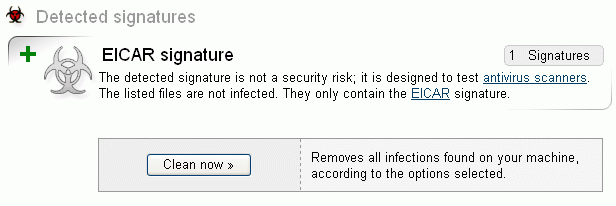 Detected signatures
EICAR signature
1 Signatures
The detected signature is not a security risk; it is designed to test antivirus scanners.
The listed files are not infected. They only contain the EICAR signature.
Clean now »
Removes all infections found on your machine,
according to the options selected.